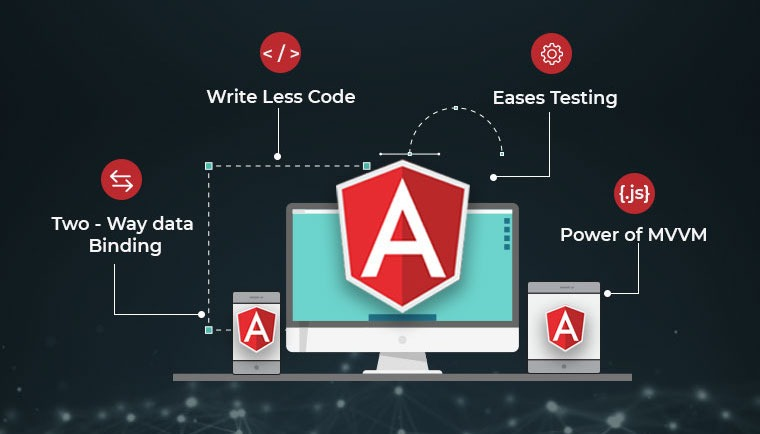 </>
Write Less Code
Eases Testing
Two - Way data
Binding
{.js}
Power of MVVM
A
A
A